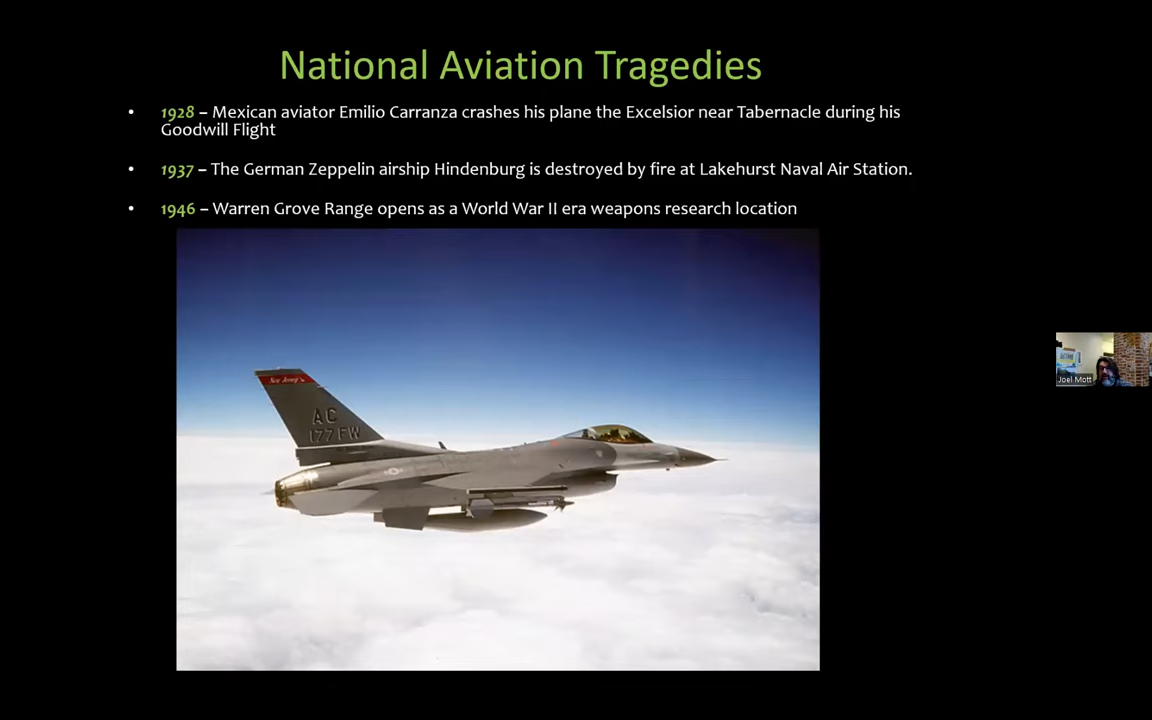 National Aviation Tragedies
• 1928 – Mexican aviator Emilio Carranza crashes his plane the Excelsior near Tabernacle during his
Goodwill Flight
• 1937 – The German Zeppelin airship Hindenburg is destroyed by fire at Lakehurst Naval Air Station.
• 1946 – Warren Grove Range opens as a World War II era weapons research location
New Jersey
AC
177 FW
Joel Mott